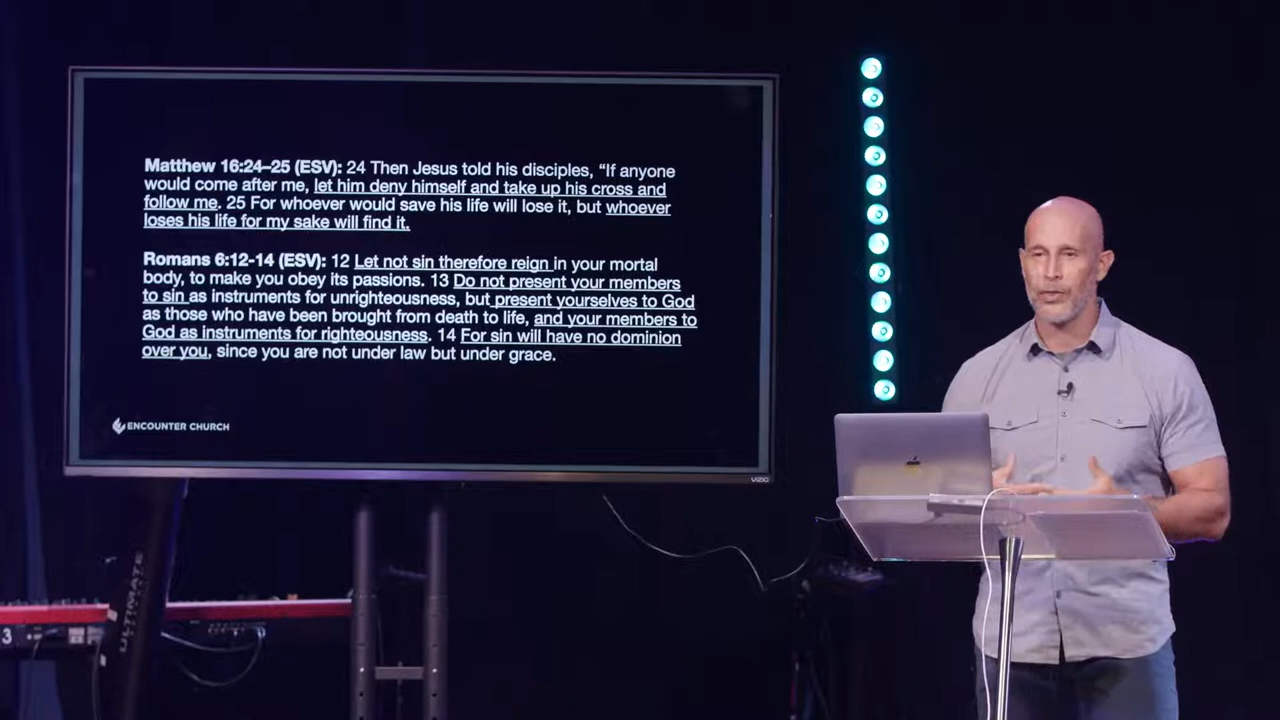 Matthew 16:24–25 (ESV): 24 Then Jesus told his disciples, “If anyone
would come after me, let him deny himself and take up his cross and
follow me. 25 For whoever would save his life will lose it, but whoever
loses his life for my sake will find it.
Romans 6:12-14 (ESV): 12 Let not sin therefore reign in your mortal
body, to make you obey its passions. 13 Do not present your members
to sin as instruments for unrighteousness, but present yourselves to God
as those who have been brought from death to life, and your members to
God as instruments for righteousness. 14 For sin will have no dominion
over you, since you are not under law but under grace.
ENCOUNTER CHURCH
VIZIO
ULTIMATE
3